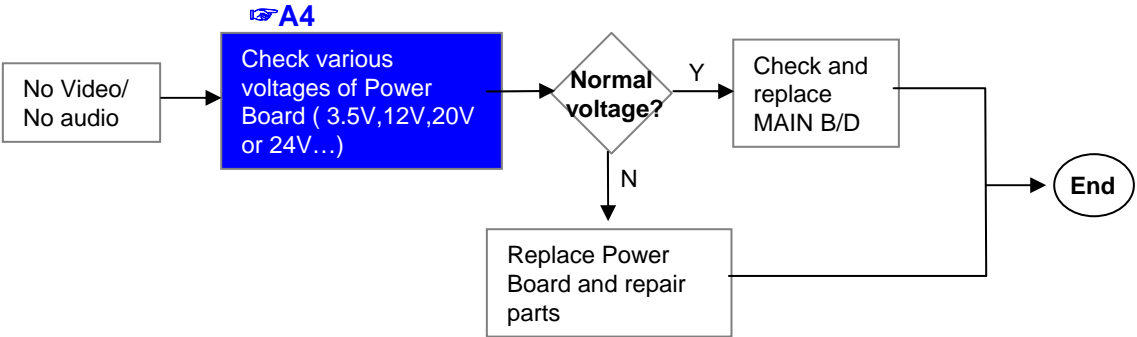 ☞A4
No Video/
No audio
Check various
voltages of Power
Board ( 3.5V,12V,20V
or 24V…)
Normal
voltage?
Y
Check and
replace
MAIN B/D
N
Replace Power
Board and repair
parts
End